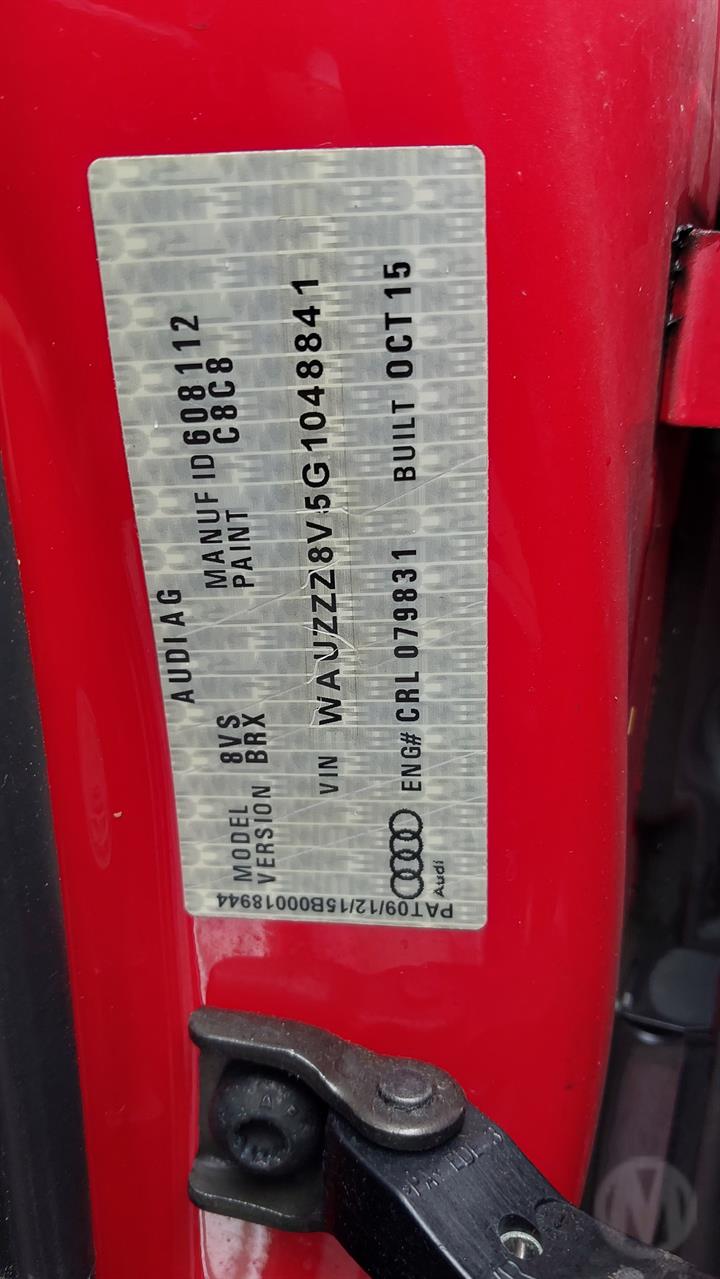 AUDI AG
MODEL 8VS MANUF ID 608112
VERSION BRX PAINT C8C8
VIN WAUZZZ8V5G1048841
ENG# CRL 079831 BUILT OCT15
Audi
PAT09/12/15B00018944
M